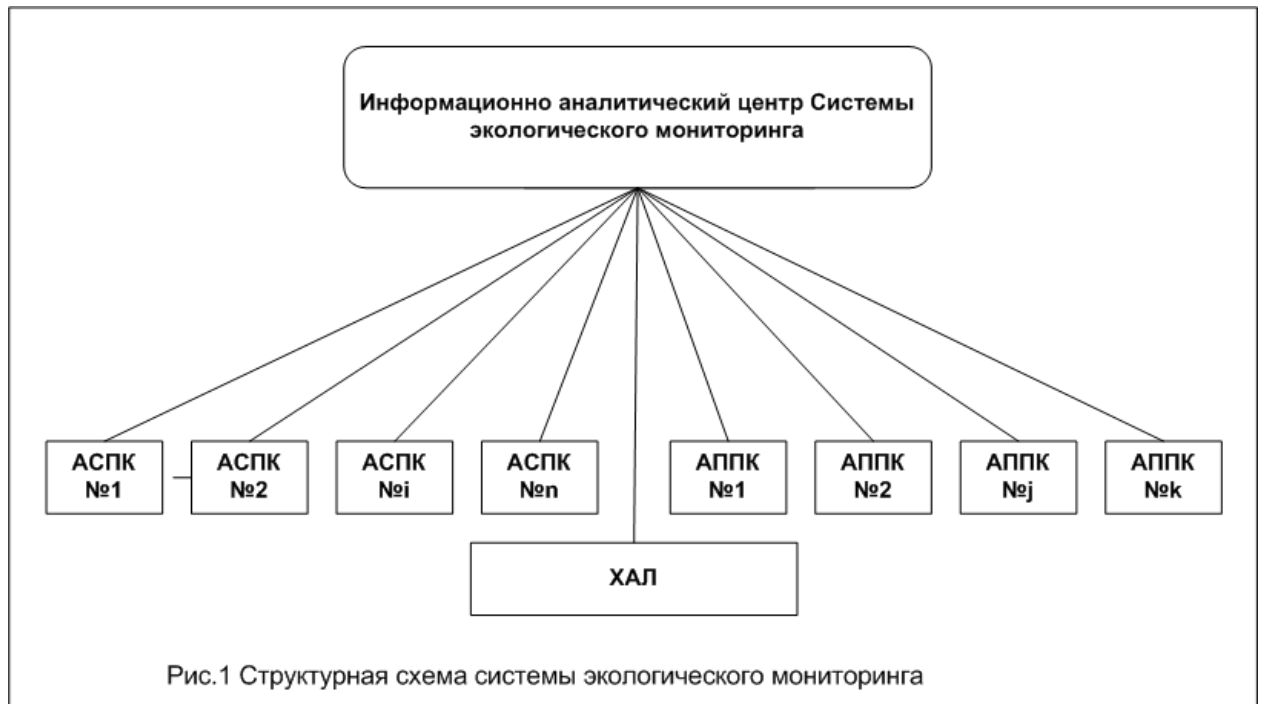 Информационно аналитический центр Системы
экологического мониторинга
АСПК
№1
АСПК
№2
АСПК
№i
АСПК
№n
АППК
№1
АППК
№2
АППК
№j
АППК
№k
ХАЛ
Рис.1 Структурная схема системы экологического мониторинга